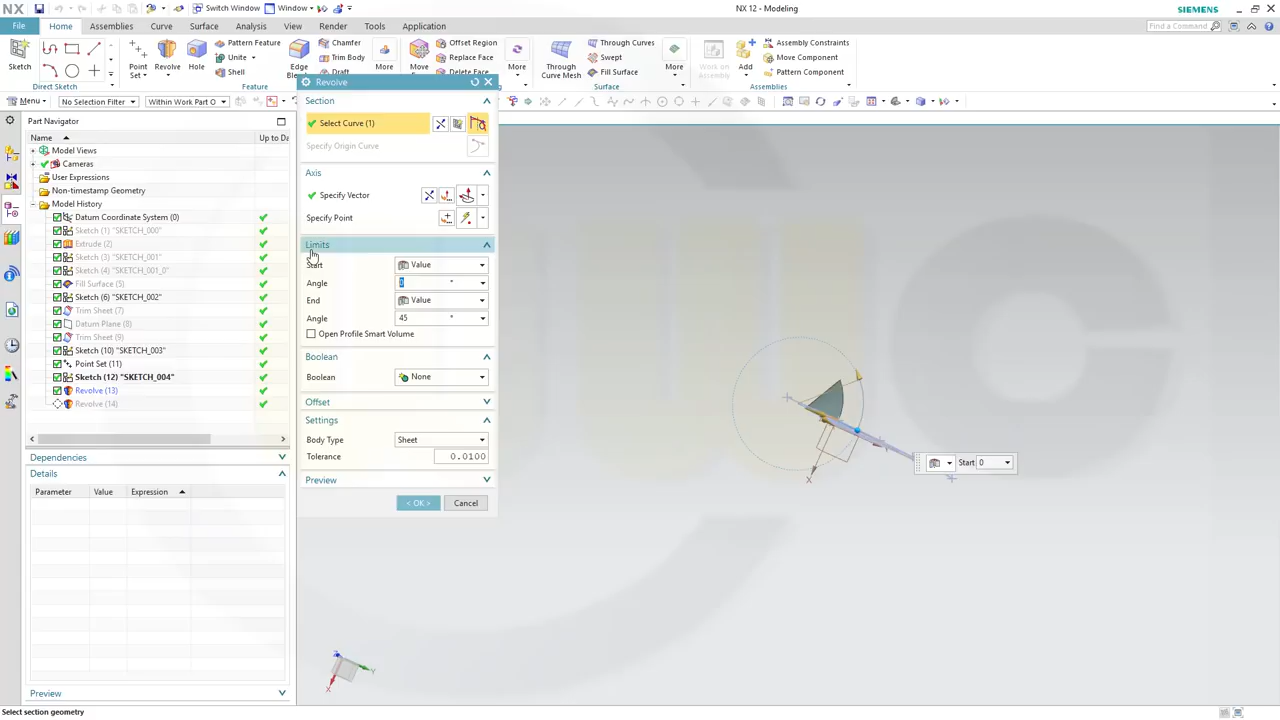 NX
Switch Window
Window
NX 12 - Modeling
SIEMENS
File
Home
Assemblies
Curve
Surface
Analysis
View
Render
Tools
Application
Find a Command
Sketch
Direct Sketch
Point Set
Revolve
Hole
Pattern Feature
Unite
Shell
Feature
Edge Blend
Chamfer
Trim Body
Draft
More
Offset Region
Replace Face
Delete Face
More
Through Curve Mesh
Through Curves
Swept
Fill Surface
More
Surface
Work on Assembly
Add
Assembly Constraints
Move Component
Pattern Component
Assemblies
Menu
No Selection Filter
Within Work Part O
Part Navigator
Name
Up to Da
Model Views
Cameras
User Expressions
Non-timestamp Geometry
Model History
Datum Coordinate System (0)
Sketch (1) "SKETCH_000"
Extrude (2)
Sketch (3) "SKETCH_001"
Sketch (4) "SKETCH_001_0"
Fill Surface (5)
Sketch (6) "SKETCH_002"
Trim Sheet (7)
Datum Plane (8)
Trim Sheet (9)
Sketch (10) "SKETCH_003"
Point Set (11)
Sketch (12) "SKETCH_004"
Revolve (13)
Revolve (14)
Dependencies
Details
Parameter
Value
Expression
Preview
Select section geometry
Revolve
Section
Select Curve (1)
Specify Origin Curve
Axis
Specify Vector
Specify Point
Limits
Start
Value
Angle
0
°
End
Value
Angle
45
°
Open Profile Smart Volume
Boolean
Boolean
None
Offset
Settings
Body Type
Sheet
Tolerance
0.0100
Preview
< OK >
Cancel
X
Start 0
Y
X